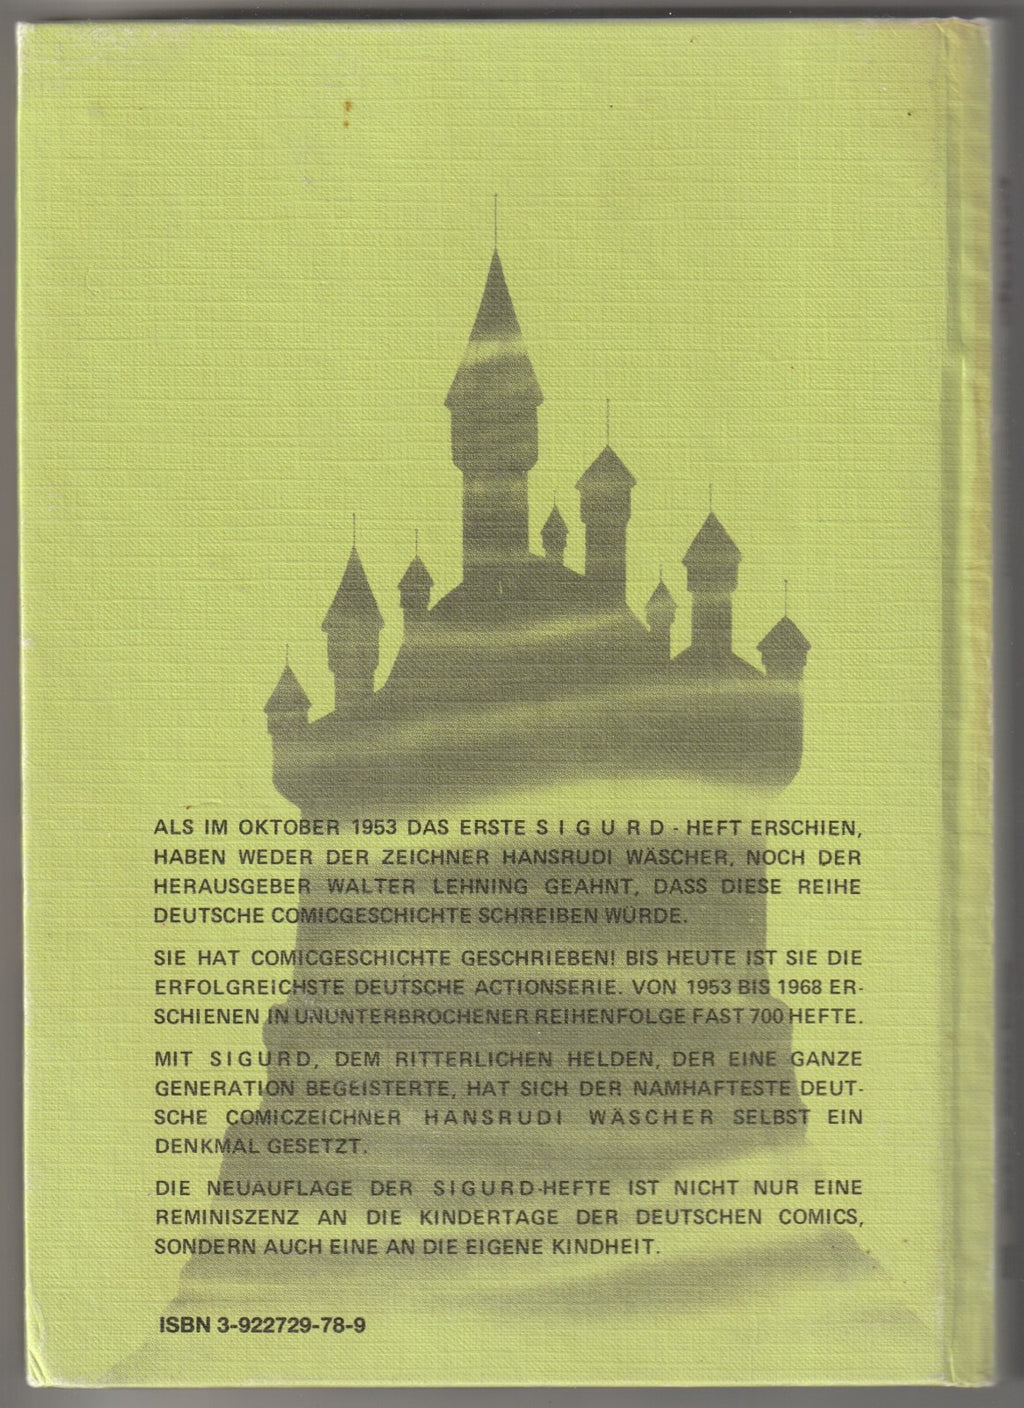 ALS IM OKTOBER 1953 DAS ERSTE S I G U R D - HEFT ERSCHIEN,
HABEN WEDER DER ZEICHNER HANSRUDI WÄSCHER, NOCH DER
HERAUSGEBER WALTER LEHNING GEAHNT, DASS DIESE REIHE
DEUTSCHE COMICGESCHICHTE SCHREIBEN WÜRDE.
SIE HAT COMICGESCHICHTE GESCHRIEBEN! BIS HEUTE IST SIE DIE
ERFOLGREICHSTE DEUTSCHE ACTIONSERIE. VON 1953 BIS 1968 ER-
SCHIENEN IN UNUNTERBROCHENER REIHENFOLGE FAST 700 HEFTE.
MIT SIGURD, DEM RITTERLICHEN HELDEN, DER EINE GANZE
GENERATION BEGEISTERTE, HAT SICH DER NAMHAFTESTE DEUT-
SCHE COMICZEICHNER HANSRUDI WÄSCHER SELBST EIN
DENKMAL GESETZT.
DIE NEUAUFLAGE DER SIGURD-HEFTE IST NICHT NUR EINE
REMINISZENZ AN DIE KINDERTAGE DER DEUTSCHEN COMICS,
SONDERN AUCH EINE AN DIE EIGENE KINDHEIT.
ISBN 3-922729-78-9